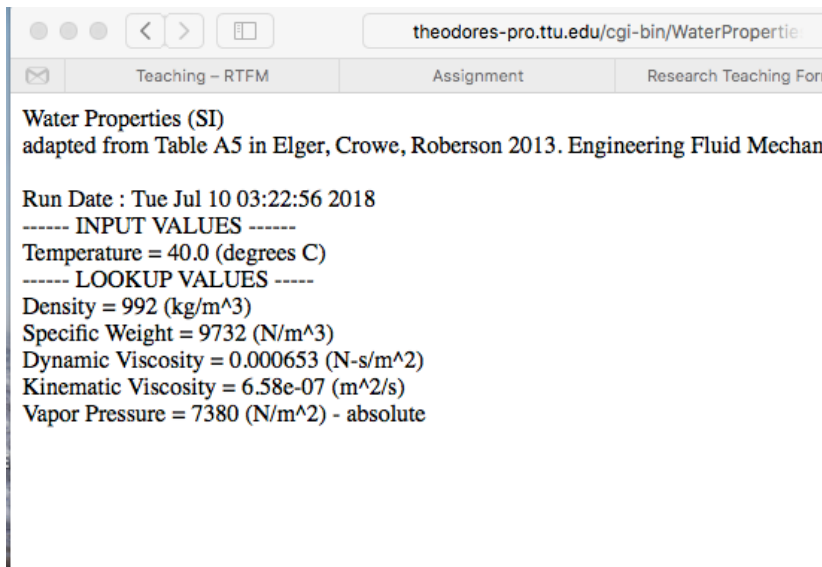 theodores-pro.ttu.edu/cgi-bin/WaterPropertie
Teaching – RTFM Assignment Research Teaching For
Water Properties (SI)
adapted from Table A5 in Elger, Crowe, Roberson 2013. Engineering Fluid Mechan
Run Date : Tue Jul 10 03:22:56 2018
------ INPUT VALUES ------
Temperature = 40.0 (degrees C)
------ LOOKUP VALUES -----
Density = 992 (kg/m^3)
Specific Weight = 9732 (N/m^3)
Dynamic Viscosity = 0.000653 (N-s/m^2)
Kinematic Viscosity = 6.58e-07 (m^2/s)
Vapor Pressure = 7380 (N/m^2) - absolute